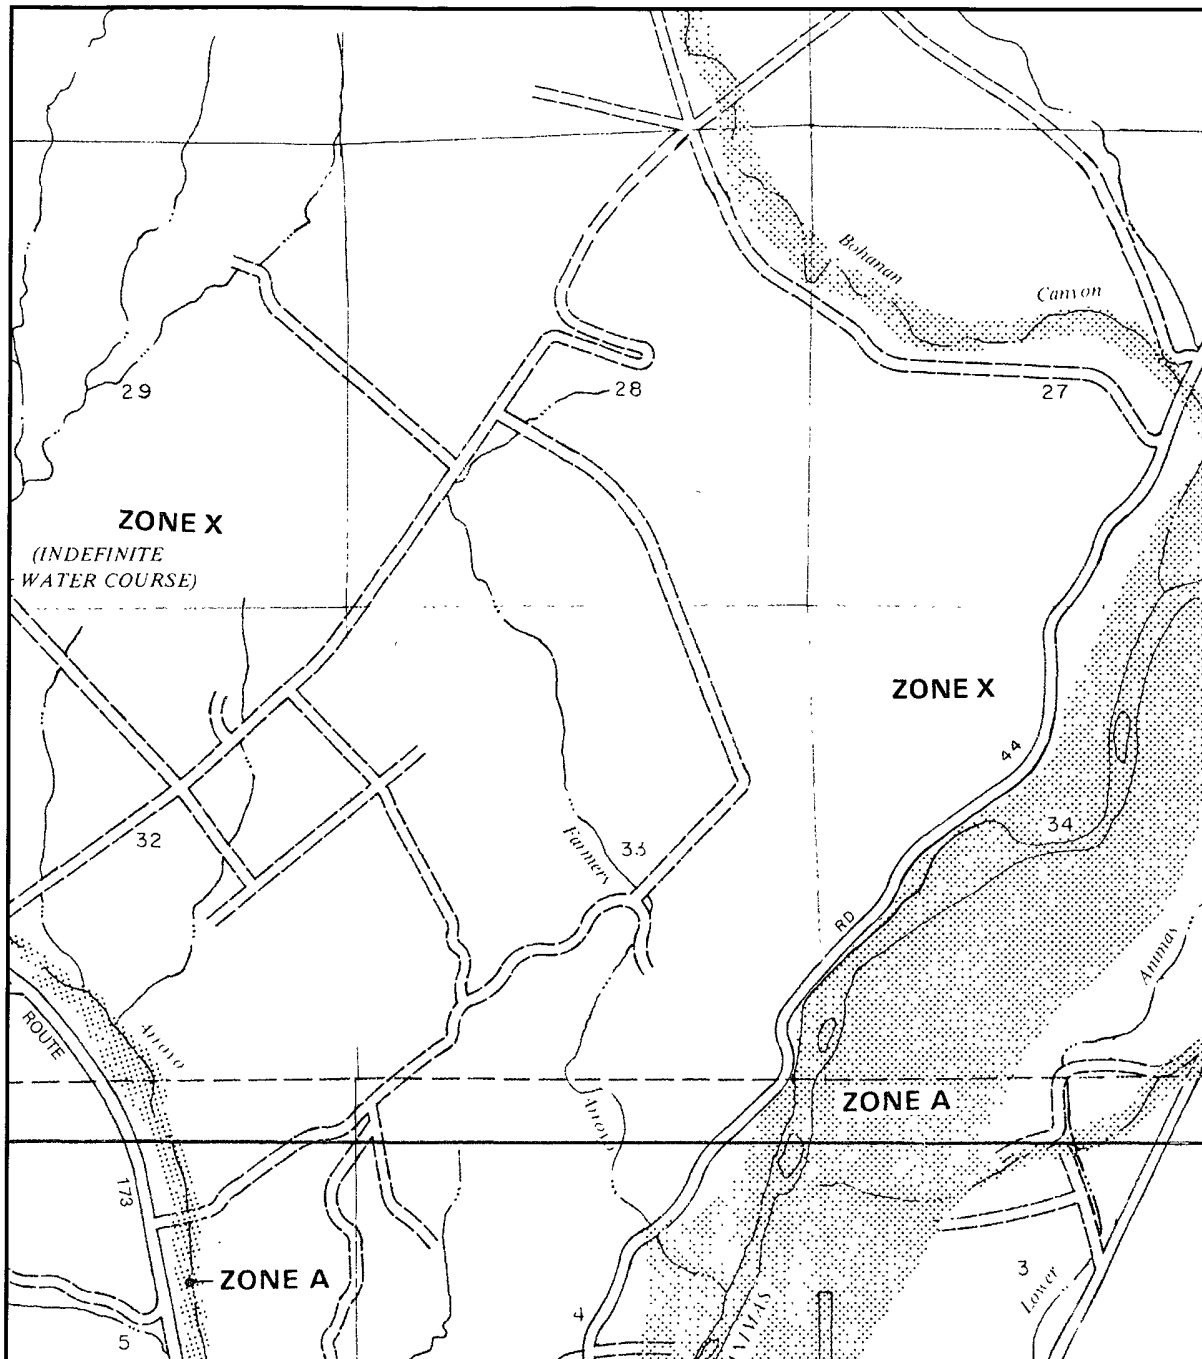 Bohanan
Canyon
29
28
27
ZONE X
(INDEFINITE
WATER COURSE)
ZONE X
44
34
32
Farmers
33
RD
Animas
ROUTE
Arroyo
ZONE A
Arroyo
173
ZONE A
3
Lower
4
5